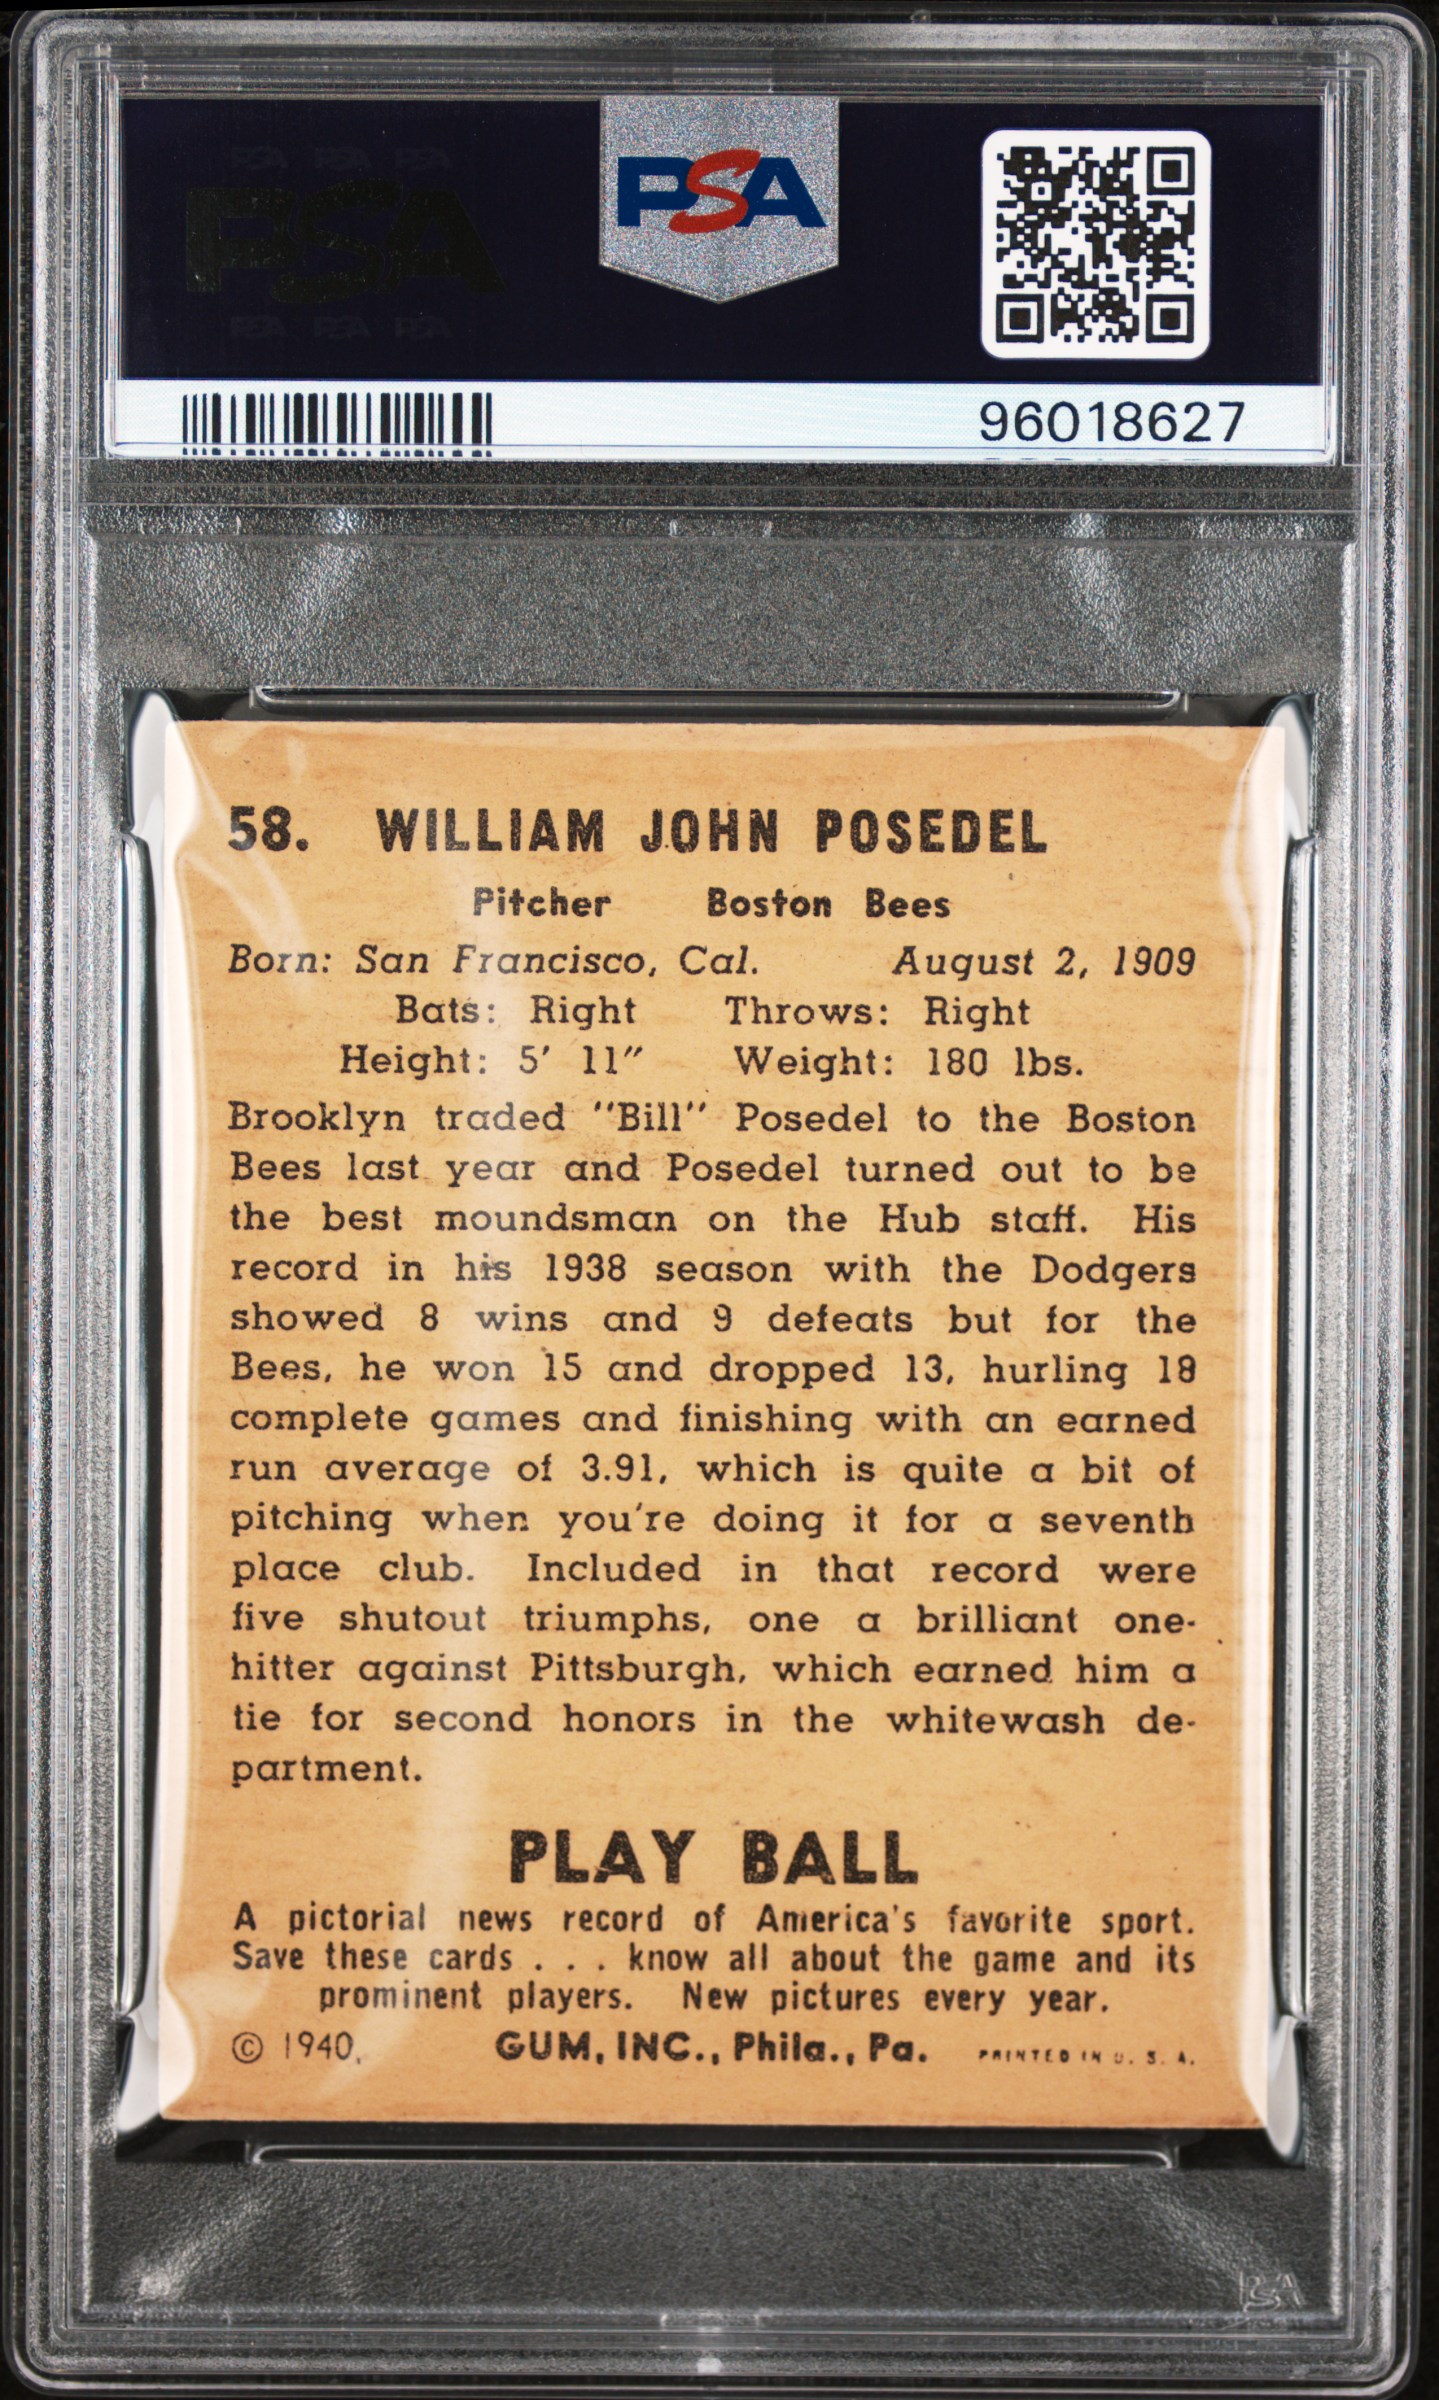 PSA PSA PSA
PSA
PSA
PSA PSA PSA
96018627
58. WILLIAM JOHN POSEDEL
Pitcher Boston Bees
Born: San Francisco, Cal. August 2, 1909
Bats: Right Throws: Right
Height: 5' 11" Weight: 180 lbs.
Brooklyn traded "Bill" Posedel to the Boston
Bees last year and Posedel turned out to be
the best moundsman on the Hub staff. His
record in his 1938 season with the Dodgers
showed 8 wins and 9 defeats but for the
Bees, he won 15 and dropped 13, hurling 18
complete games and finishing with an earned
run average of 3.91, which is quite a bit of
pitching when you're doing it for a seventh
place club. Included in that record were
five shutout triumphs, one a brilliant one-
hitter against Pittsburgh, which earned him a
tie for second honors in the whitewash de-
partment.
PLAY BALL
A pictorial news record of America's favorite sport.
Save these cards . . . know all about the game and its
prominent players. New pictures every year.
© 1940, GUM, INC., Phila., Pa. PRINTED IN U. S. A.
PSA